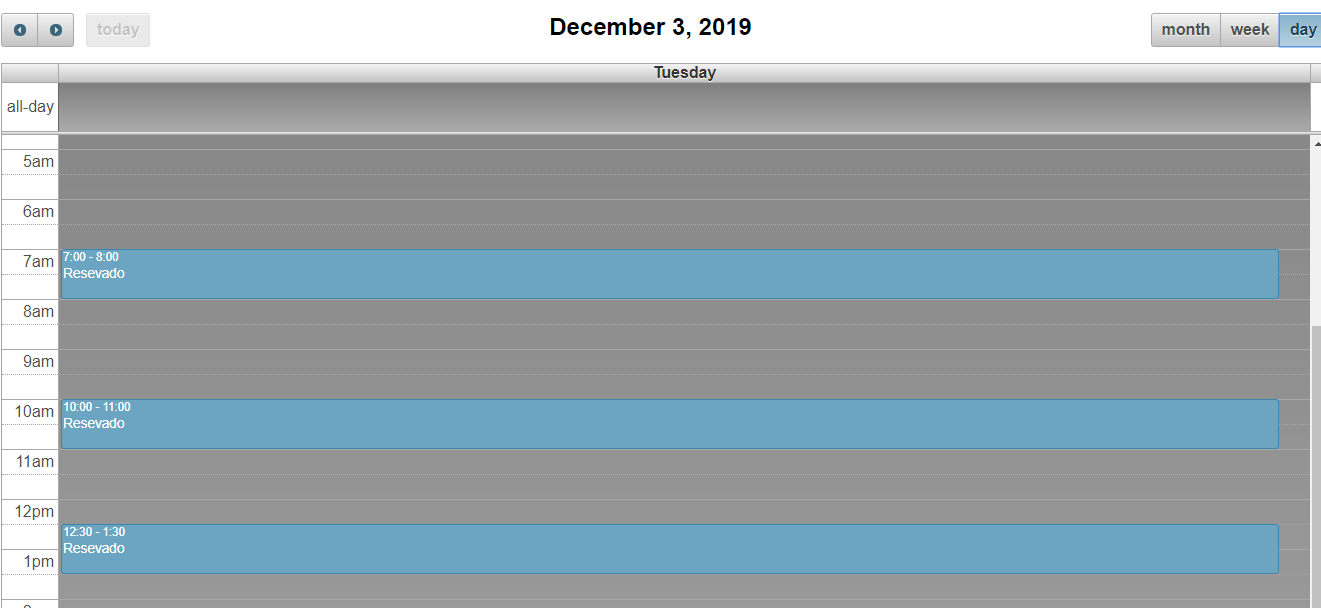 today
December 3, 2019
month week day
Tuesday
all-day
5am
6am
7am
7:00 - 8:00
Resevado
8am
9am
10am
10:00 - 11:00
Resevado
11am
12pm
12:30 - 1:30
Resevado
1pm